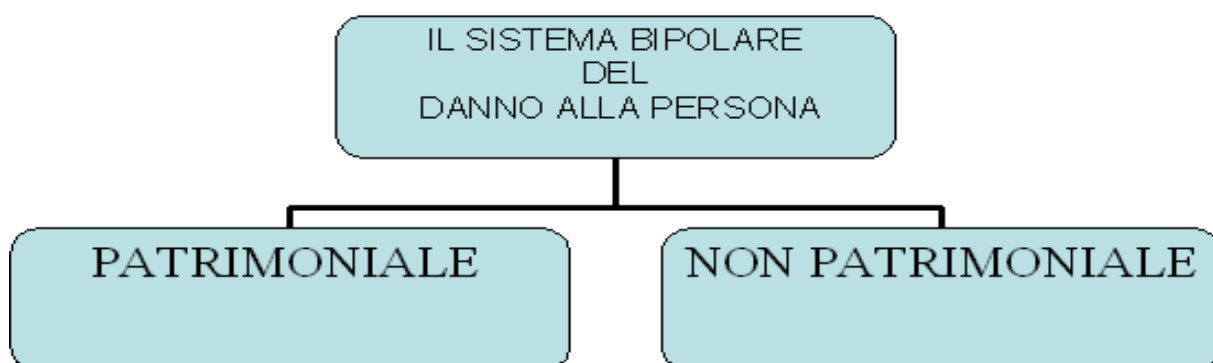 IL SISTEMA BIPOLARE
DEL
DANNO ALLA PERSONA
PATRIMONIALE
NON PATRIMONIALE